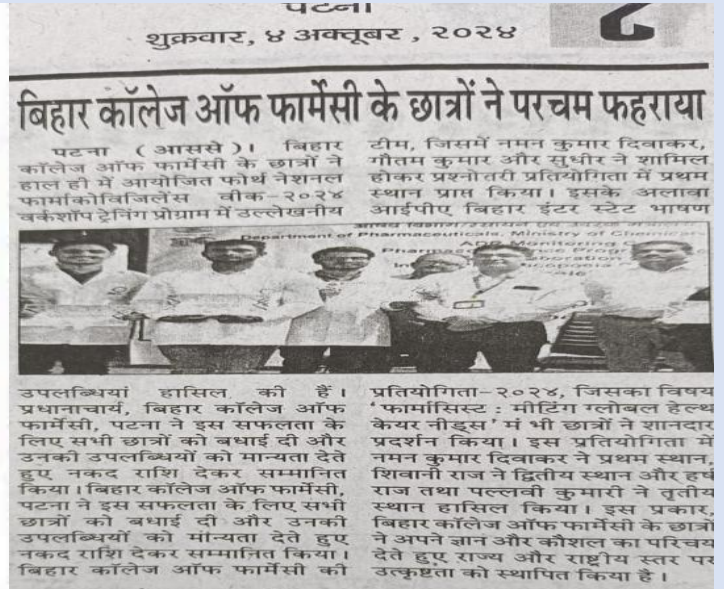 पटना
शुक्रवार, ४ अक्तूबर, २०२४
बिहार कॉलेज ऑफ फार्मेसी के छात्रों ने परचम फहराया
पटना (आससे)। बिहार
कॉलेज ऑफ फार्मेसी के छात्रों ने
हाल ही में आयोजित फोर्थ नेशनल
फार्माकोविजिलेंस वीक-२०२४
वर्कशॉप ट्रेनिंग प्रोग्राम में उल्लेखनीय
उपलब्धियां हासिल की हैं।
प्रधानाचार्य, बिहार कॉलेज ऑफ
फार्मेसी, पटना ने इस सफलता के
लिए सभी छात्रों को बधाई दी और
उनकी उपलब्धियों को मान्यता देते
हुए नकद राशि देकर सम्मानित
किया। बिहार कॉलेज ऑफ फार्मेसी,
पटना ने इस सफलता के लिए सभी
छात्रों को बधाई दी और उनकी
उपलब्धियों को मान्यता देते हुए
नकद राशि देकर सम्मानित किया।
बिहार कॉलेज ऑफ फार्मेसी की
टीम, जिसमें नमन कुमार दिवाकर,
गौतम कुमार और सुधीर ने शामिल
होकर प्रश्नोतरी प्रतियोगिता में प्रथम
स्थान प्राप्त किया। इसके अलावा
आईपीए बिहार इंटर स्टेट भाषण
Department of Pharmaceuticals, Ministry of Chemical
ADR Monitoring C
प्रतियोगिता-२०२४, जिसका विषय
'फार्मासिस्ट : मीटिंग ग्लोबल हेल्थ
केयर नीड्स' मं भी छात्रों ने शानदार
प्रदर्शन किया। इस प्रतियोगिता में
नमन कुमार दिवाकर ने प्रथम स्थान,
शिवानी राज ने द्वितीय स्थान और हर्ष
राज तथा पल्लवी कुमारी ने तृतीय
स्थान हासिल किया। इस प्रकार,
बिहार कॉलेज ऑफ फार्मेसी के छात्रों
ने अपने ज्ञान और कौशल का परिचय
देते हुए राज्य और राष्ट्रीय स्तर पर
उत्कृष्टता को स्थापित किया है।